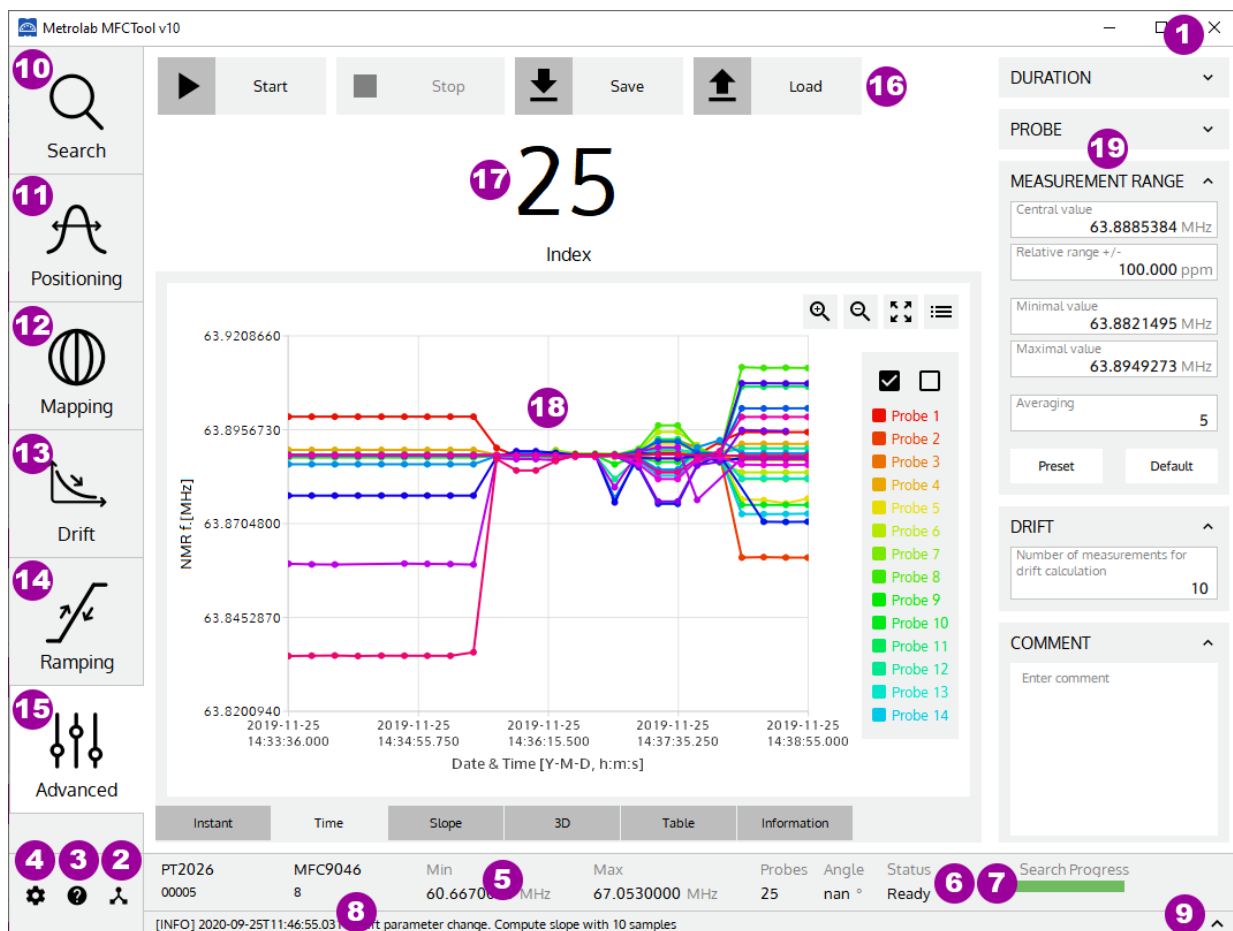 Metrolab MFCTool v10
1
10
Search
11
Positioning
12
Mapping
13
Drift
14
Ramping
15
Advanced
4 3 2
Start Stop Save Load 16
17 25
Index
63.9208660
63.8956730
63.8704800
63.8452870
63.8200940
NMR f.[MHz]
18
2019-11-25 2019-11-25 2019-11-25 2019-11-25 2019-11-25
14:33:36.000 14:34:55.750 14:36:15.500 14:37:35.250 14:38:55.000
Date & Time [Y-M-D, h:m:s]
Probe 1
Probe 2
Probe 3
Probe 4
Probe 5
Probe 6
Probe 7
Probe 8
Probe 9
Probe 10
Probe 11
Probe 12
Probe 13
Probe 14
Instant Time Slope 3D Table Information
DURATION
PROBE
19
MEASUREMENT RANGE
Central value
63.8885384 MHz
Relative range +/-
100.000 ppm
Minimal value
63.8821495 MHz
Maximal value
63.8949273 MHz
Averaging
5
Preset Default
DRIFT
Number of measurements for
drift calculation
10
COMMENT
Enter comment
PT2026 MFC9046 Min 5 Max Probes Angle Status 6 7 Search Progress
00005 8 60.6670 MHz 67.0530000 MHz 25 nan ° Ready
8 9
[INFO] 2020-09-25T11:46:55.03 parameter change. Compute slope with 10 samples